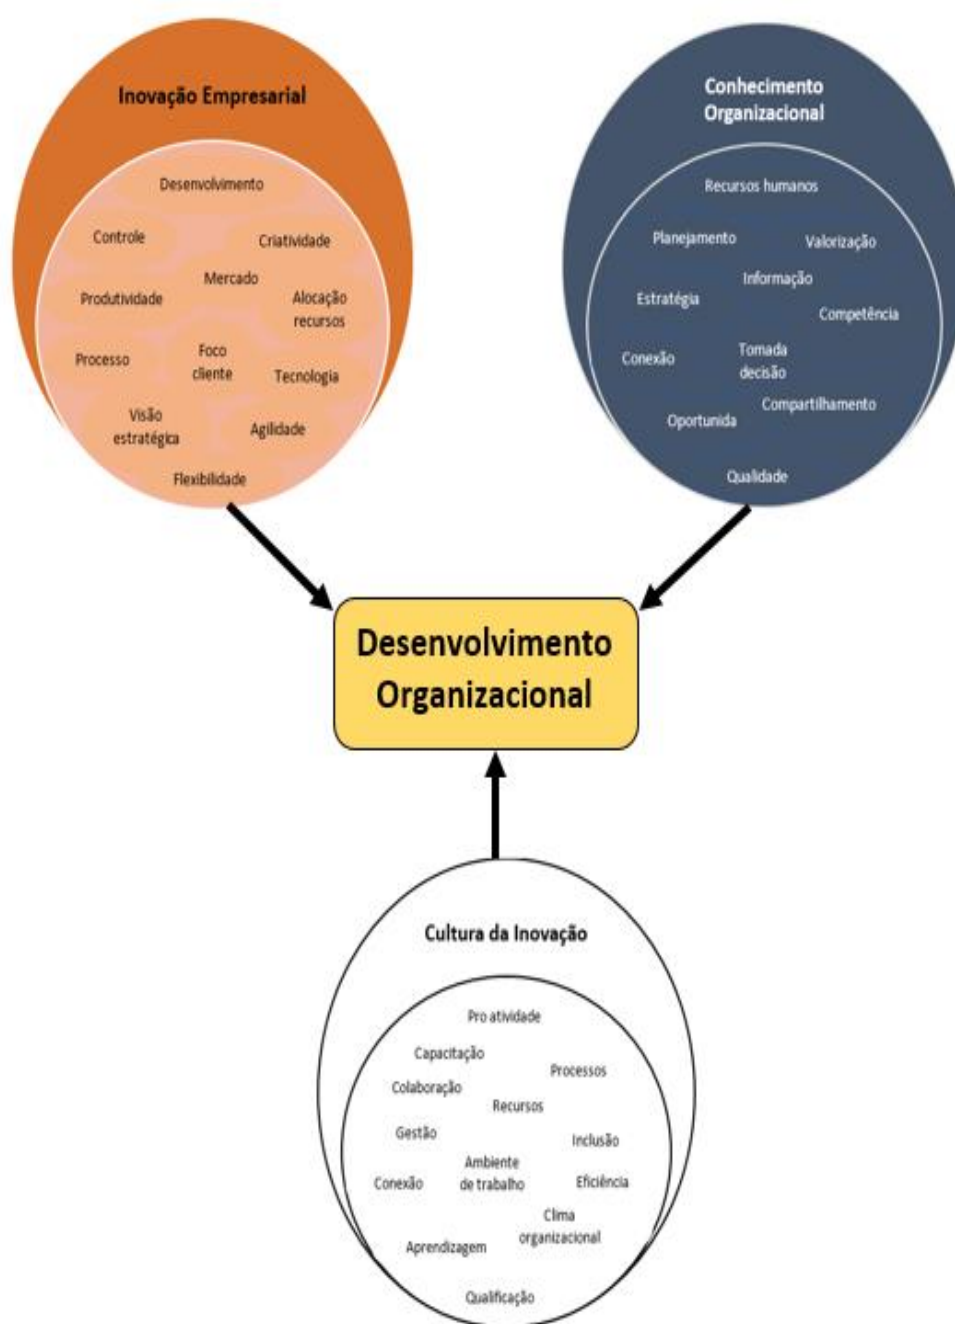 Inovação Empresarial
Desenvolvimento
Controle
Criatividade
Mercado
Produtividade
Alocação
recursos
Processo
Foco
cliente
Tecnologia
Visão
estratégica
Agilidade
Flexibilidade
Conhecimento
Organizacional
Recursos humanos
Planejamento
Valorização
Informação
Estratégia
Competência
Conexão
Tomada
decisão
Compartilhamento
Oportunida
Qualidade
Desenvolvimento
Organizacional
Cultura da Inovação
Pro atividade
Capacitação
Processos
Colaboração
Recursos
Gestão
Inclusão
Ambiente
de trabalho
Conexão
Eficiência
Clima
organizacional
Aprendizagem
Qualificação